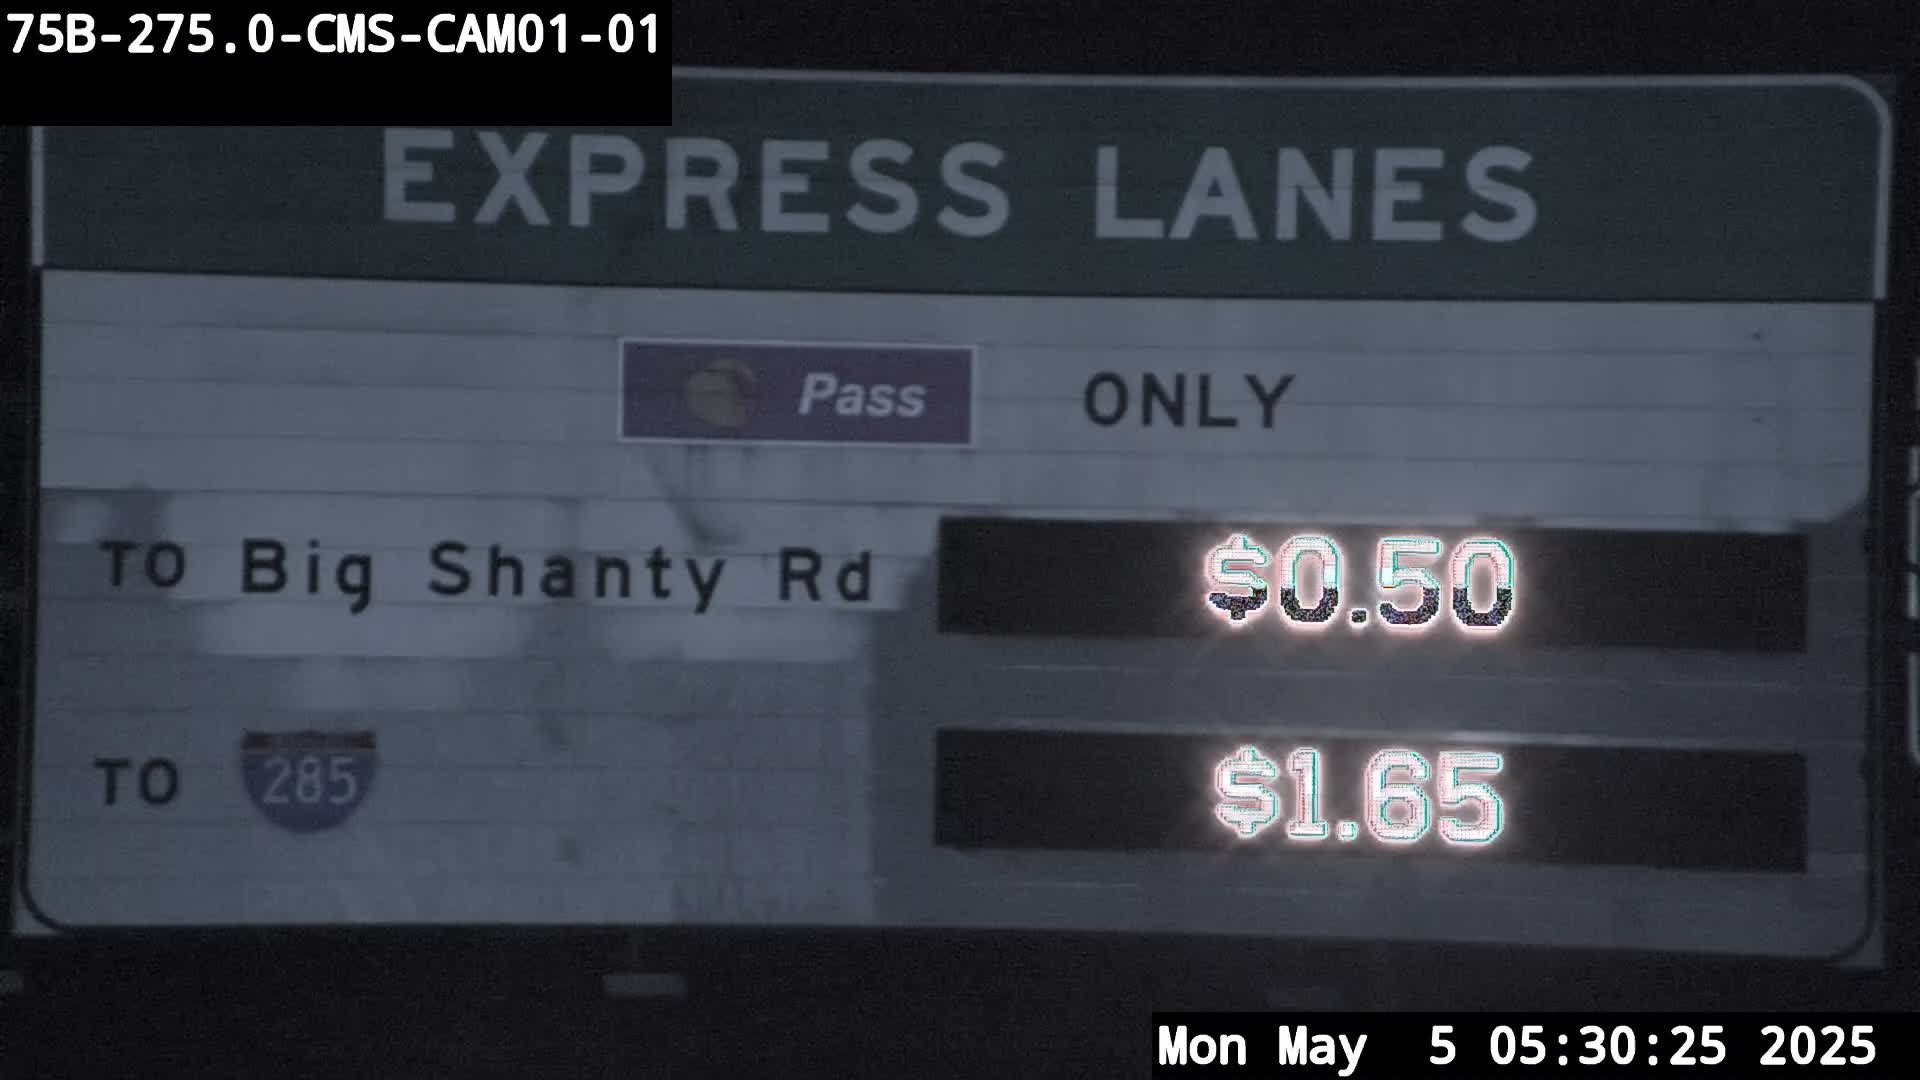 75B-275.0-CMS-CAM01-01
EXPRESS LANES
Pass ONLY
TO Big Shanty Rd $0.50
TO 285 $1.65
Mon May 5 05:30:25 2025